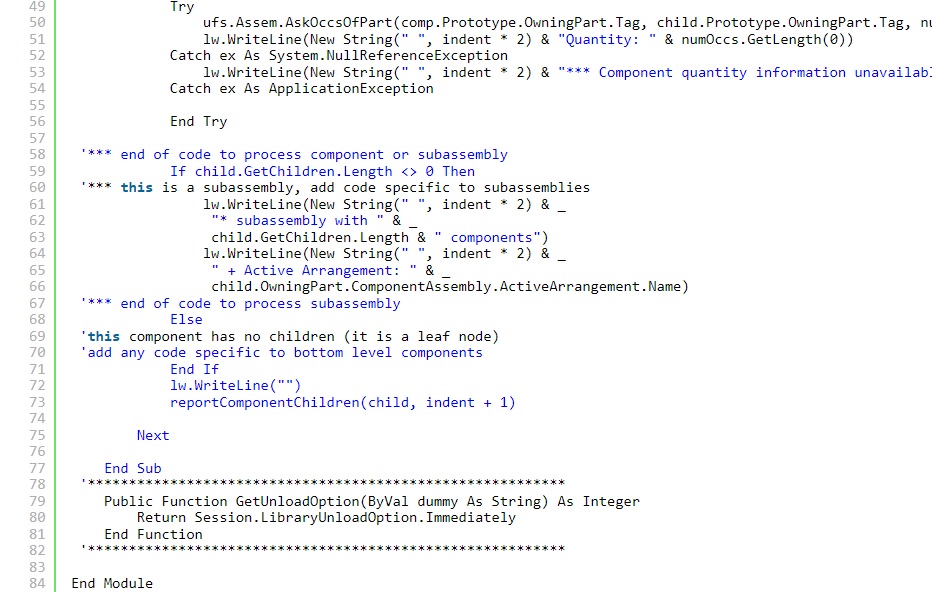 49 Try
50 ufs.Assem.AskOccsOfPart(comp.Prototype.OwningPart.Tag, child.Prototype.OwningPart.Tag,
51 lw.WriteLine(New String(" ", indent * 2) & "Quantity: " & numOccs.GetLength(0))
52 Catch ex As System.NullReferenceException
53 lw.WriteLine(New String(" ", indent * 2) & "*** Component quantity information
54 Catch ex As ApplicationException
55
56 End Try
57
58 '*** end of code to process component or subassembly
59 If child.GetChildren.Length <> 0 Then
60 '*** this is a subassembly, add code specific to subassemblies
61 lw.WriteLine(New String(" ", indent * 2) & _
62 "* subassembly with " & _
63 child.GetChildren.Length & " components")
64 lw.WriteLine(New String(" ", indent * 2) & _
65 " + Active Arrangement: " & _
66 child.OwningPart.ComponentAssembly.ActiveArrangement.Name)
67 '*** end of code to process subassembly
68 Else
69 'this component has no children (it is a leaf node)
70 'add any code specific to bottom level components
71 End If
72 lw.WriteLine("")
73 reportComponentChildren(child, indent + 1)
74
75 Next
76
77 End Sub
78 '**********************************************************
79 Public Function GetUnloadOption(ByVal dummy As String) As Integer
80 Return Session.LibraryUnloadOption.Immediately
81 End Function
82 '**********************************************************
83
84 End Module